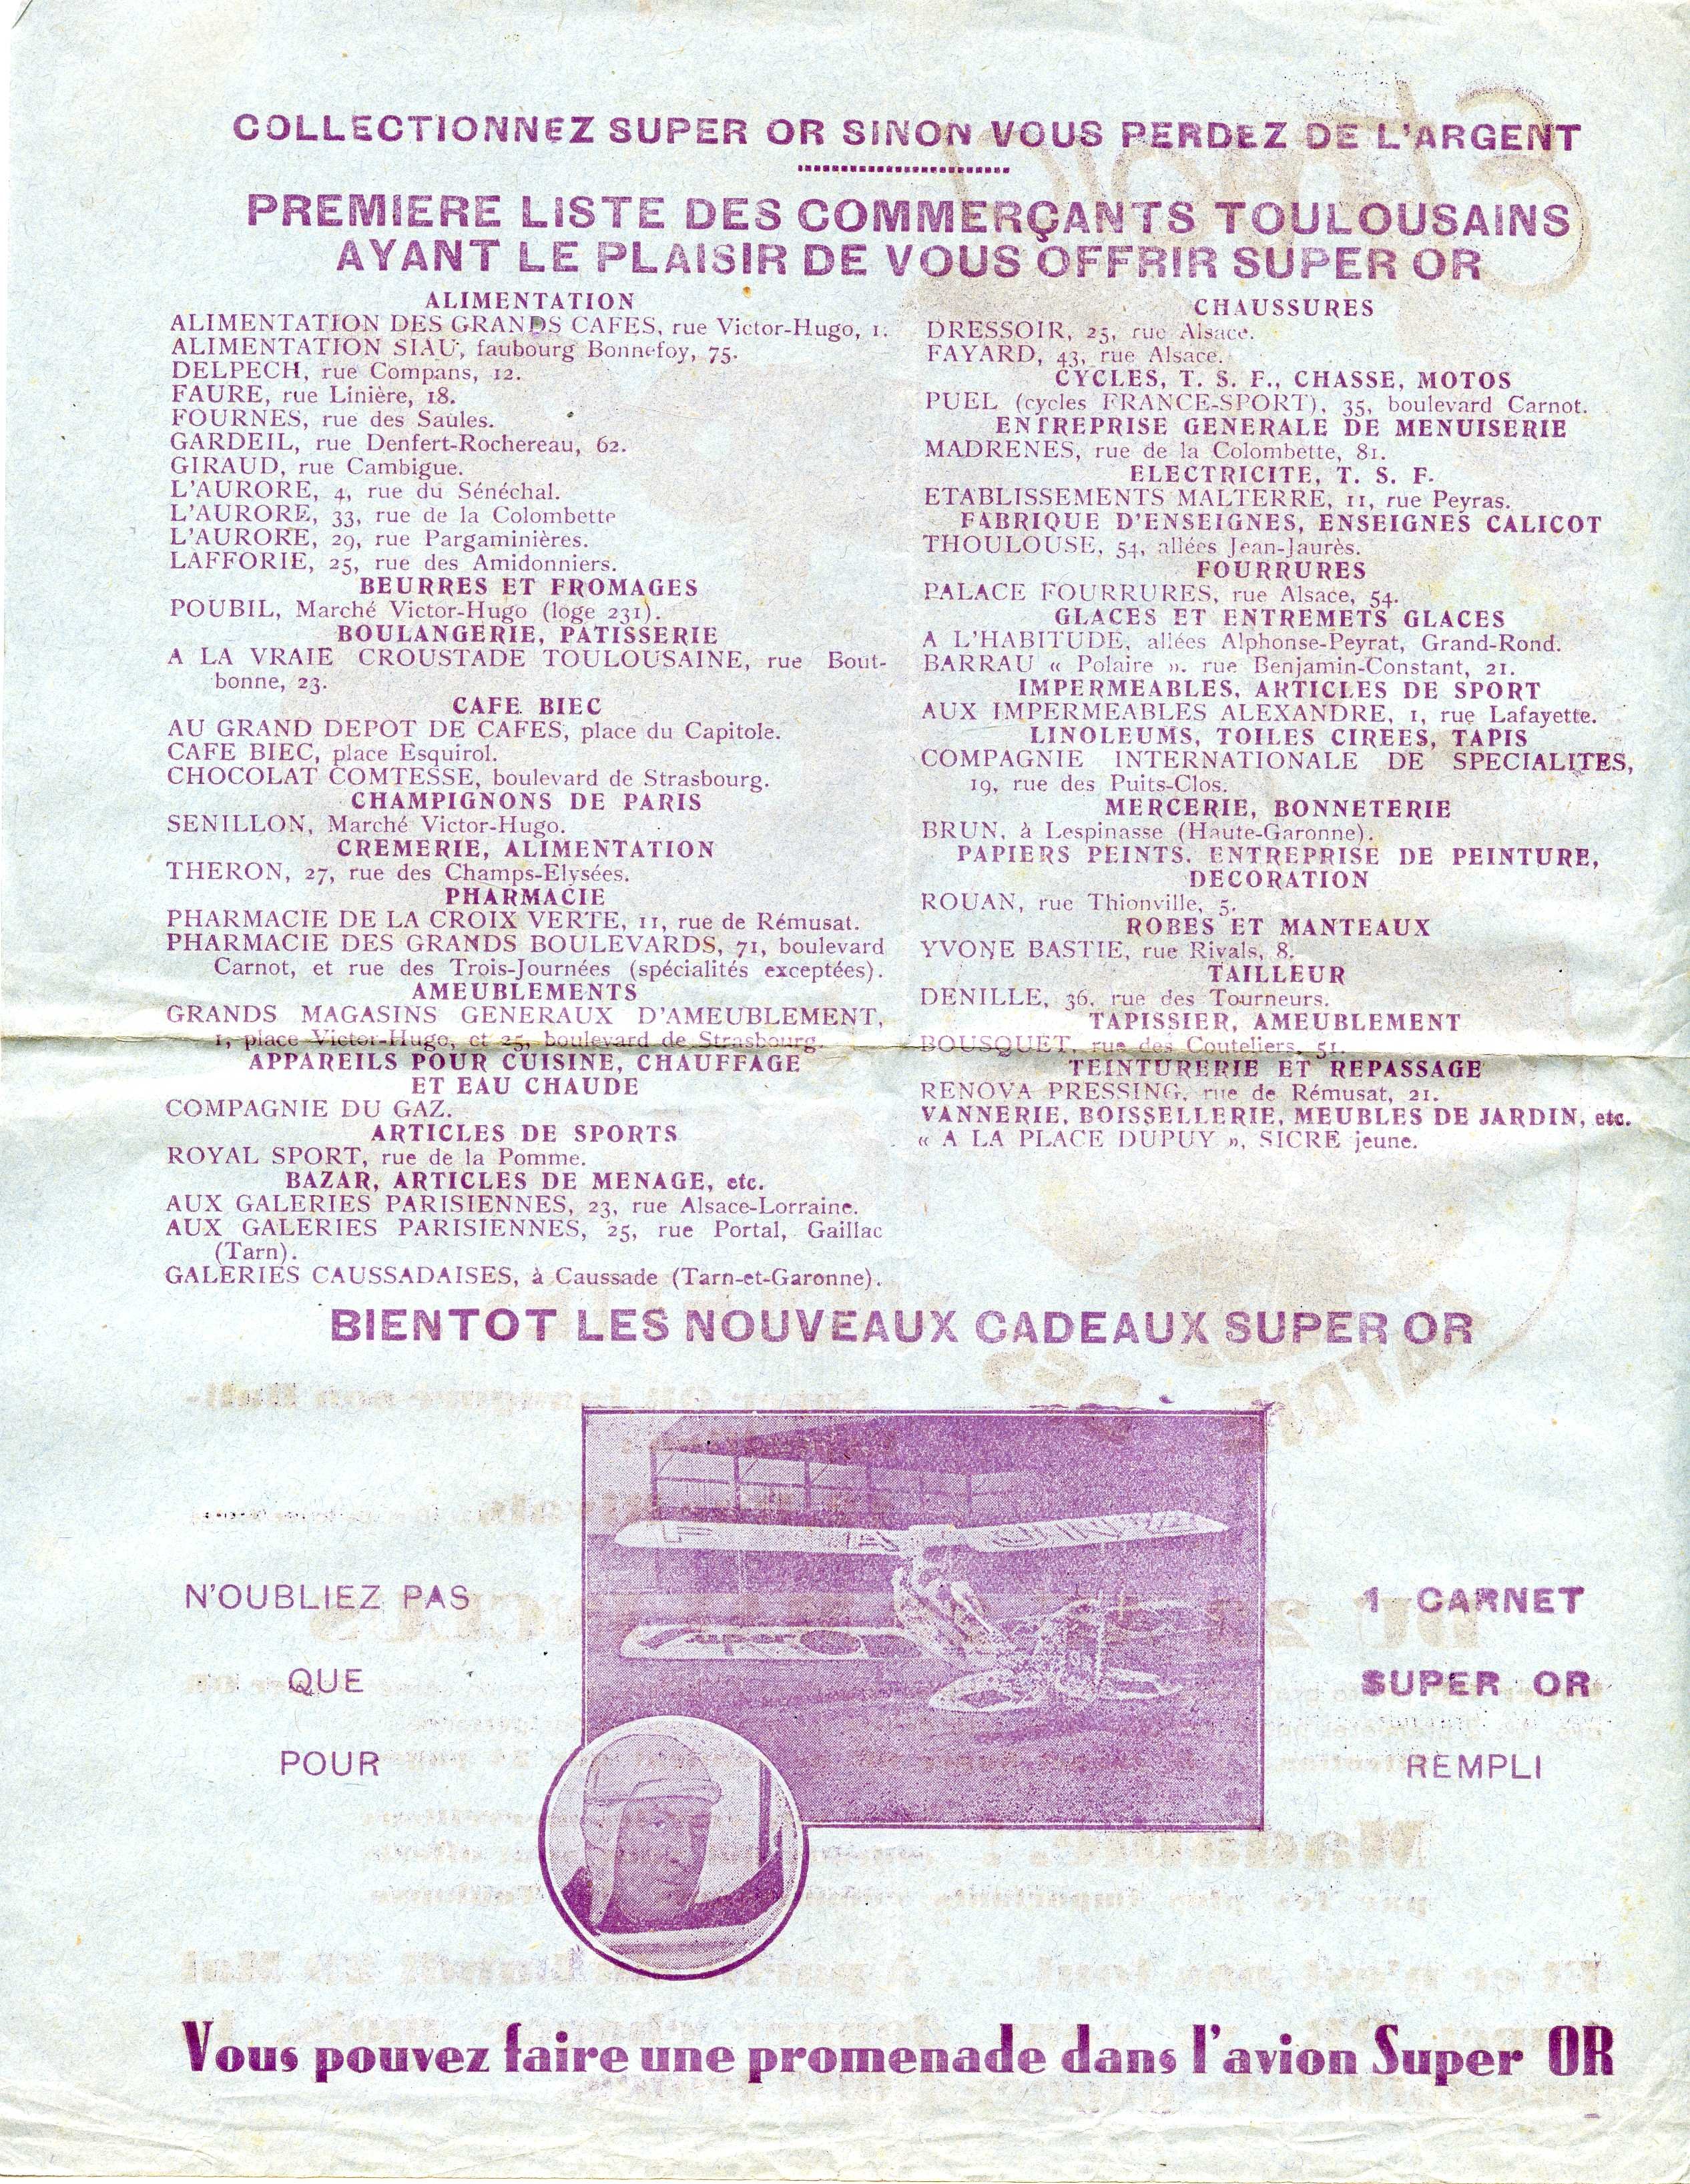 COLLECTIONNEZ SUPER OR SINON VOUS PERDEZ DE L'ARGENT
PREMIERE LISTE DES COMMERÇANTS TOULOUSAINS
AYANT LE PLAISIR DE VOUS OFFRIR SUPER OR
ALIMENTATION
ALIMENTATION DES GRANDS CAFES, rue Victor-Hugo, 1.
ALIMENTATION SIAU, faubourg Bonnefoy, 75.
DELPECH, rue Compans, 12.
FAURE, rue Linière, 18.
FOURNES, rue des Saules.
GARDEIL, rue Denfert-Rochereau, 62.
GIRAUD, rue Cambigue.
L'AURORE, 4, rue du Sénéchal.
L'AURORE, 33, rue de la Colombette
L'AURORE, 29, rue Pargaminières.
LAFFORIE, 25, rue des Amidonniers.
BEURRES ET FROMAGES
POUBIL, Marché Victor-Hugo (loge 231).
BOULANGERIE, PATISSERIE
A LA VRAIE CROUSTADE TOULOUSAINE, rue Bout-
bonne, 23.
CAFE BIEC
AU GRAND DEPOT DE CAFES, place du Capitole.
CAFE BIEC, place Esquirol.
CHOCOLAT COMTESSE, boulevard de Strasbourg.
CHAMPIGNONS DE PARIS
SENILLON, Marché Victor-Hugo.
CREMERIE, ALIMENTATION
THERON, 27, rue des Champs-Elysées.
PHARMACIE
PHARMACIE DE LA CROIX VERTE, 11, rue de Rémusat.
PHARMACIE DES GRANDS BOULEVARDS, 71, boulevard
Carnot, et rue des Trois-Journées (spécialités exceptées).
AMEUBLEMENTS
GRANDS MAGASINS GENERAUX D'AMEUBLEMENT,
1, place Victor-Hugo, et 25, boulevard de Strasbourg.
APPAREILS POUR CUISINE, CHAUFFAGE
ET EAU CHAUDE
COMPAGNIE DU GAZ.
ARTICLES DE SPORTS
ROYAL SPORT, rue de la Pomme.
BAZAR, ARTICLES DE MENAGE, etc.
AUX GALERIES PARISIENNES, 23, rue Alsace-Lorraine.
AUX GALERIES PARISIENNES, 25, rue Portal, Gaillac
(Tarn).
GALERIES CAUSSADAISES, à Caussade (Tarn-et-Garonne).
CHAUSSURES
DRESSOIR, 25, rue Alsace.
FAYARD, 43, rue Alsace.
CYCLES, T. S. F., CHASSE, MOTOS
PUEL (cycles FRANCE-SPORT), 35, boulevard Carnot.
ENTREPRISE GENERALE DE MENUISERIE
MADRENES, rue de la Colombette, 81.
ELECTRICITE, T. S. F.
ETABLISSEMENTS MALTERRE, 11, rue Peyras.
FABRIQUE D'ENSEIGNES, ENSEIGNES CALICOT
THOULOUSE, 54, allées Jean-Jaurès.
FOURRURES
PALACE FOURRURES, rue Alsace, 54.
GLACES ET ENTREMETS GLACES
A L'HABITUDE, allées Alphonse-Peyrat, Grand-Rond.
BARRAU « Polaire ». rue Benjamin-Constant, 21.
IMPERMEABLES, ARTICLES DE SPORT
AUX IMPERMEABLES ALEXANDRE, 1, rue Lafayette.
LINOLEUMS, TOILES CIREES, TAPIS
COMPAGNIE INTERNATIONALE DE SPECIALITES,
19, rue des Puits-Clos.
MERCERIE, BONNETERIE
BRUN, à Lespinasse (Haute-Garonne).
PAPIERS PEINTS, ENTREPRISE DE PEINTURE,
DECORATION
ROUAN, rue Thionville, 5.
ROBES ET MANTEAUX
YVONE BASTIE, rue Rivals, 8.
TAILLEUR
DENILLE, 36, rue des Tourneurs.
TAPISSIER, AMEUBLEMENT
BOUSQUET, rue des Couteliers, 51.
TEINTURERIE ET REPASSAGE
RENOVA PRESSING, rue de Rémusat, 21.
VANNERIE, BOISSELLERIE, MEUBLES DE JARDIN, etc.
« A LA PLACE DUPUY », SICRE jeune.
BIENTOT LES NOUVEAUX CADEAUX SUPER OR
N'OUBLIEZ PAS
QUE
POUR
1 CARNET
SUPER OR
REMPLI
Vous pouvez faire une promenade dans l'avion Super OR